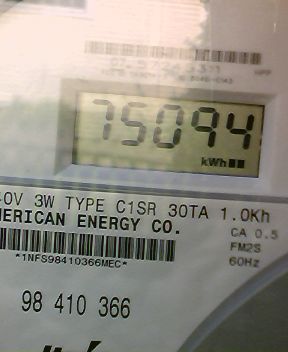 75094
kWh
0V 3W TYPE C1SR 30TA 1.0Kh
MERICAN ENERGY CO.
CA 0.5
FM2S
60Hz
*1NFS98410366MEC*
98 410 366